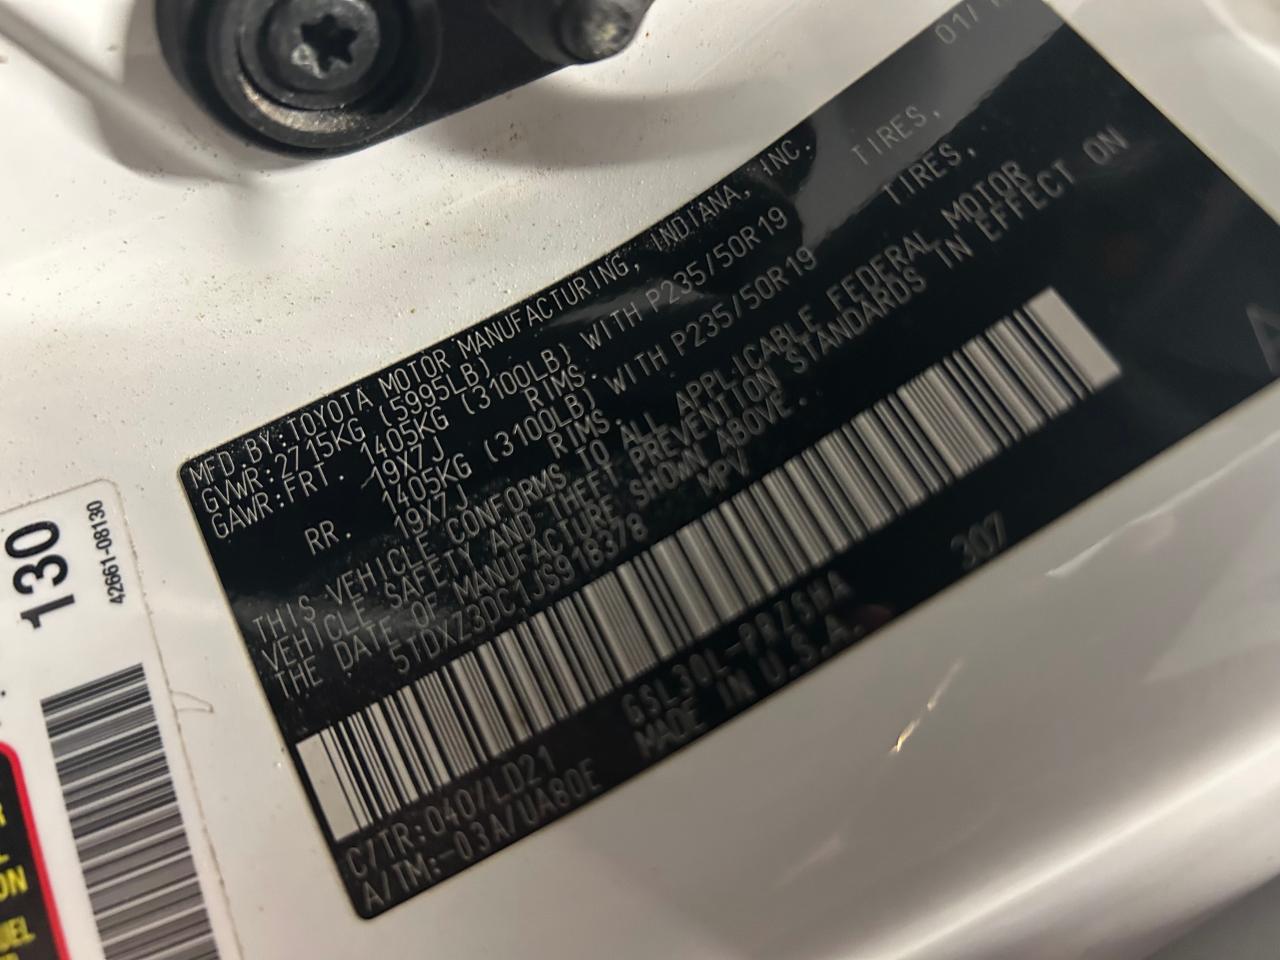 MFD BY:TOYOTA MOTOR MANUFACTURING, INDIANA, INC. 01/
GVWR:2715KG (5995LB)
GAWR:FRT. 1405KG (3100LB) WITH P235/50R19 TIRES,
19X7J RIMS.
RR. 1405KG (3100LB) WITH P235/50R19 TIRES,
19X7J RIMS.
THIS VEHICLE CONFORMS TO ALL APPLICABLE FEDERAL MOTOR
VEHICLE SAFETY AND THEFT PREVENTION STANDARDS IN EFFECT ON
THE DATE OF MANUFACTURE SHOWN ABOVE.
5TDXZ3DC1JS918378 MPV
C/TR:040/LD21 GSL30L-PRZSHA 307
A/TM:-03A/UA80E MADE IN U.S.A.
A
130
42661-08130
ON